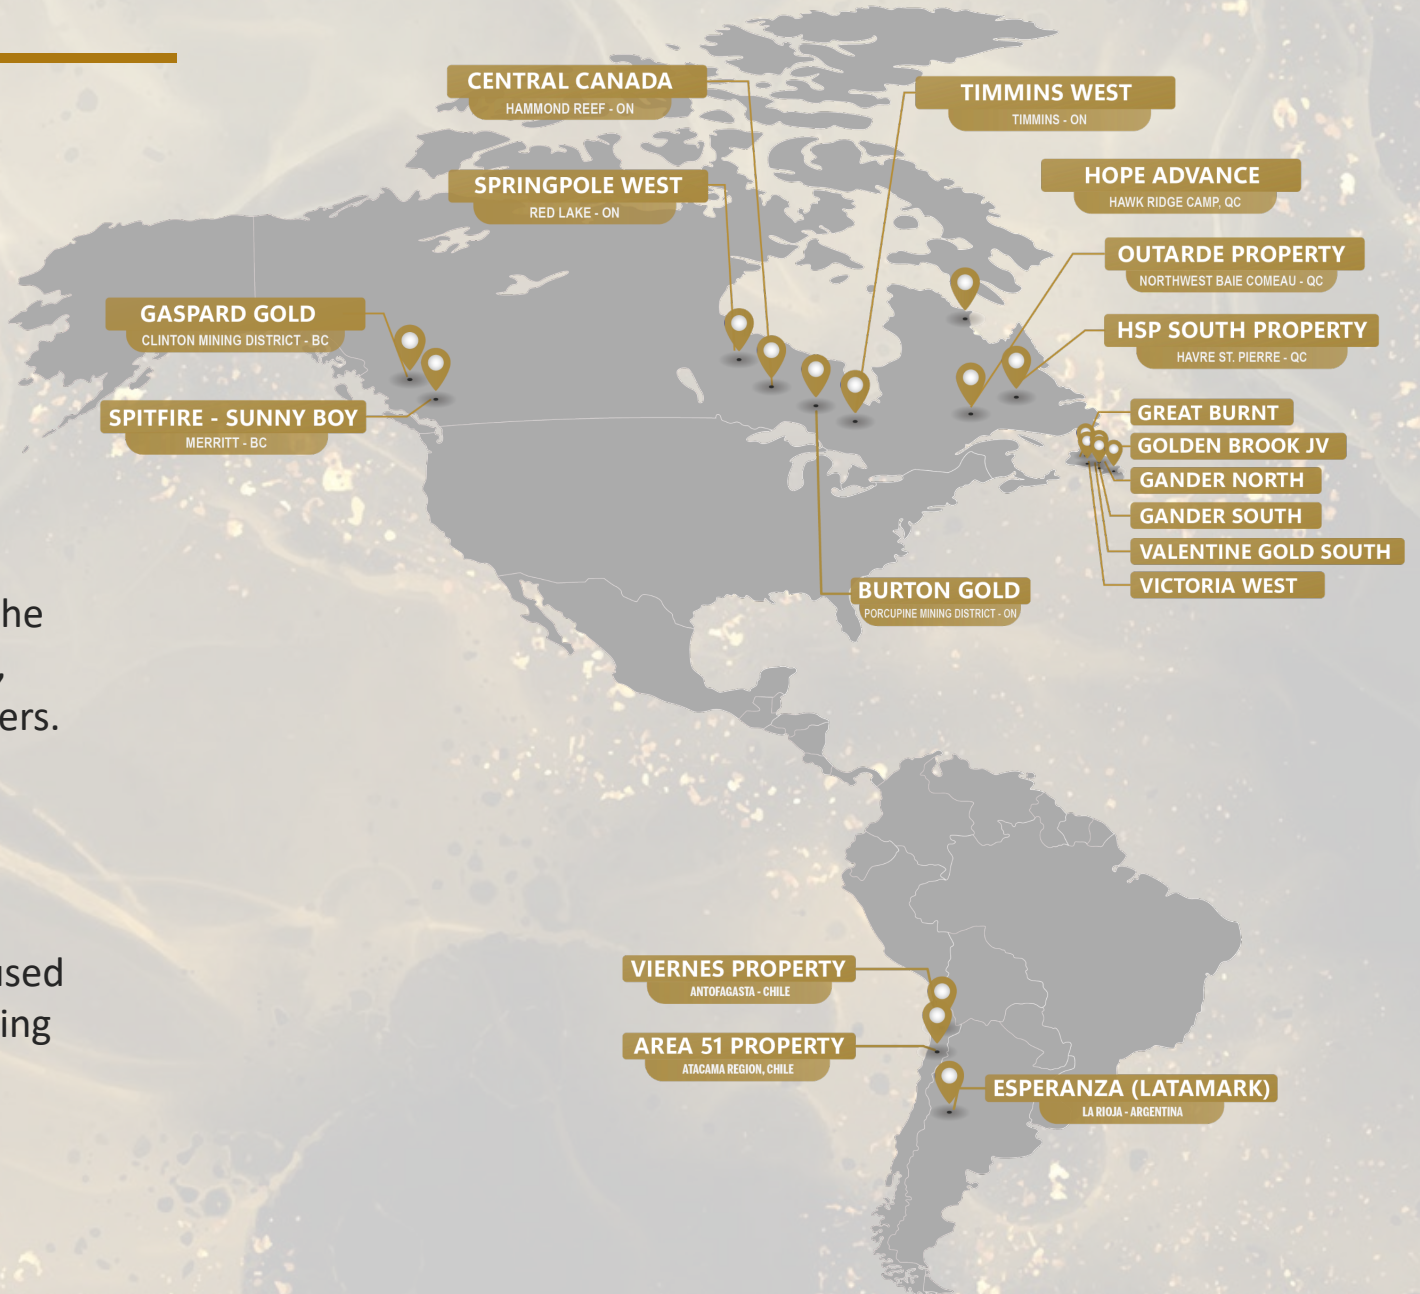 CENTRAL CANADA
HAMMOND REEF - ON
TIMMINS WEST
TIMMINS - ON
SPRINGPOLE WEST
RED LAKE - ON
HOPE ADVANCE
HAWK RIDGE CAMP, QC
OUTARDE PROPERTY
NORTHWEST BAIE COMEAU - QC
GASPARD GOLD
CLINTON MINING DISTRICT - BC
HSP SOUTH PROPERTY
HAVRE ST. PIERRE - QC
SPITFIRE - SUNNY BOY
MERRITT - BC
GREAT BURNT
GOLDEN BROOK JV
GANDER NORTH
GANDER SOUTH
VALENTINE GOLD SOUTH
VICTORIA WEST
BURTON GOLD
PORCUPINE MINING DISTRICT - ON
he
,
ers.
used
ing
VIERNES PROPERTY
ANTOFAGASTA - CHILE
AREA 51 PROPERTY
ATACAMA REGION, CHILE
ESPERANZA (LATAMARK)
LA RIOJA - ARGENTINA